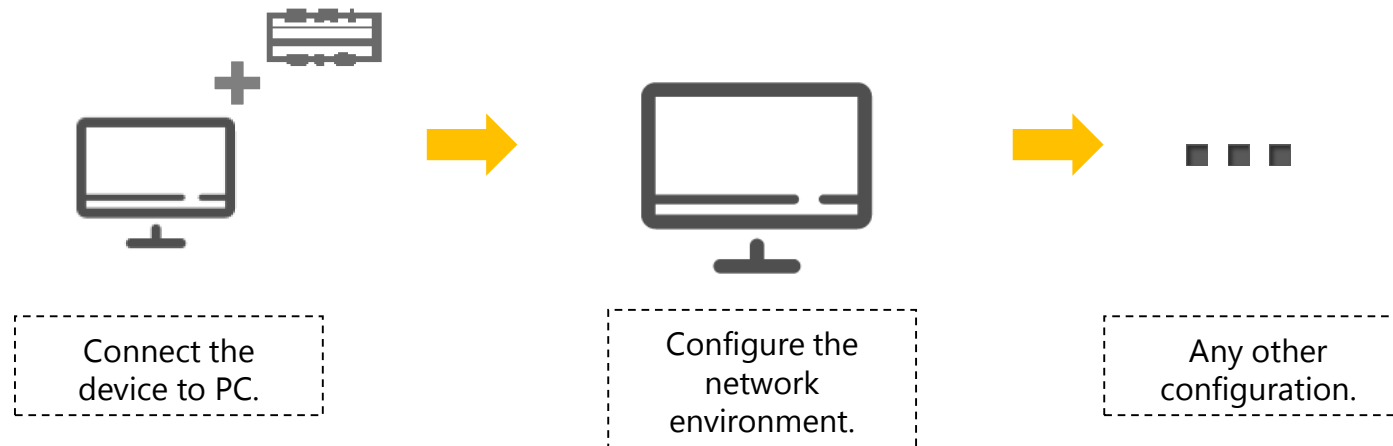 Connect the
device to PC.
Configure the
network
environment.
Any other
configuration.